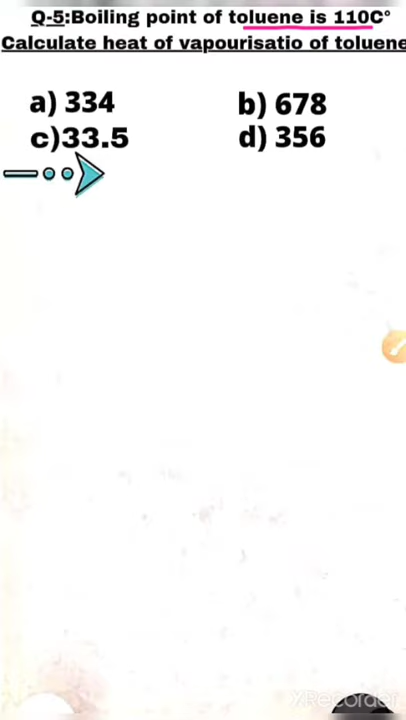 Q-5:Boiling point of toluene is 110C°
Calculate heat of vapourisatio of toluene
a) 334 b) 678
c)33.5 d) 356
XRecorder